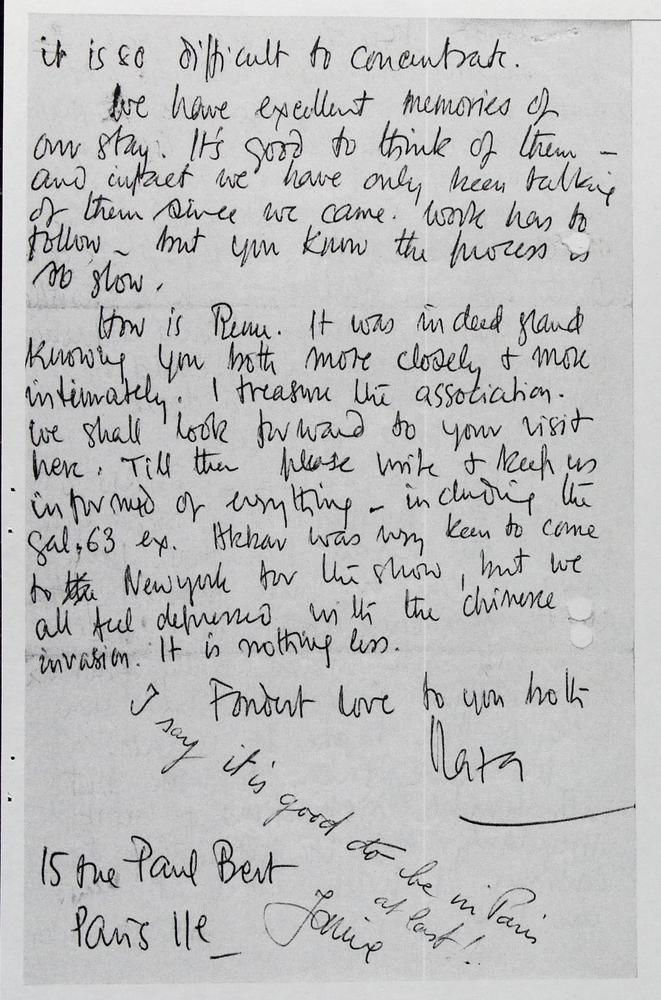 it is so difficult to concentrate.
We have excellent memories of
our stay. It's good to think of them –
and infact we have only been talking
of them since we came. Work has to
follow – but you know the process is
so slow.
How is Renu. It was indeed grand
knowing you both more closely & more
intimately. I treasure the association.
We shall look forward to your visit
here. Till then please write & keep us
informed of everything – including the
Gal. 63 ex. Akbar was very keen to come
to New york for the show, but we
all feel depressed with the chinese
invasion. It is nothing less.
Fondest love to you both
Raza
I say it is good to be in Paris
at last!
Janine
15 rue Paul Bert
Paris 11e